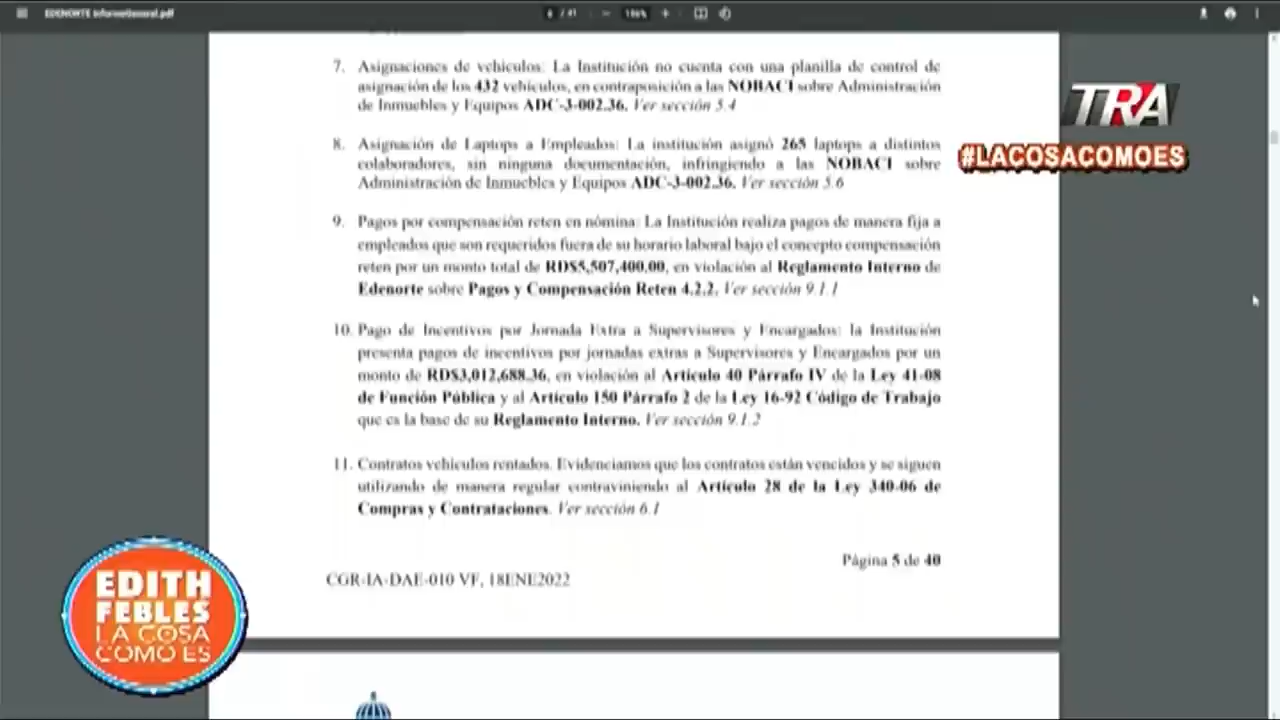 EDENORTE
/ 41
186%
7. Asignaciones de vehículos: La Institución no cuenta con una planilla de control de
asignación de los 432 vehículos, en contraposición a las NOBACI sobre Administración
de Inmuebles y Equipos ADC-3-002.36. Ver sección 5.4
TRA
#LACOSACOMOES
8. Asignación de Laptops a Empleados: La institución asignó 265 laptops a distintos
colaboradores, sin ninguna documentación, infringiendo a las NOBACI sobre
Administración de Inmuebles y Equipos ADC-3-002.36. Ver sección 5.6
9. Pagos por compensación reten en nómina: La Institución realiza pagos de manera fija a
empleados que son requeridos fuera de su horario laboral bajo el concepto compensación
reten por un monto total de RD$5,507,400.00, en violación al Reglamento Interno de
Edenorte sobre Pagos y Compensación Reten 4.2.2. Ver sección 9.1.1
10. Pago de Incentivos por Jornada Extra a Supervisores y Encargados: la Institución
presenta pagos de incentivos por jornadas extras a Supervisores y Encargados por un
monto de RD$3,012,688.36, en violación al Artículo 40 Párrafo IV de la Ley 41-08
de Función Pública y al Artículo 150 Párrafo 2 de la Ley 16-92 Código de Trabajo
que es la base de su Reglamento Interno. Ver sección 9.1.2
11. Contratos vehículos rentados. Evidenciamos que los contratos están vencidos y se siguen
utilizando de manera regular contraviniendo al Artículo 28 de la Ley 340-06 de
Compras y Contrataciones. Ver sección 6.1
Página 5 de 40
CGR-IA-DAE-010 VF, 18ENE2022
EDITH
FEBLES
LA COSA
COMO ES